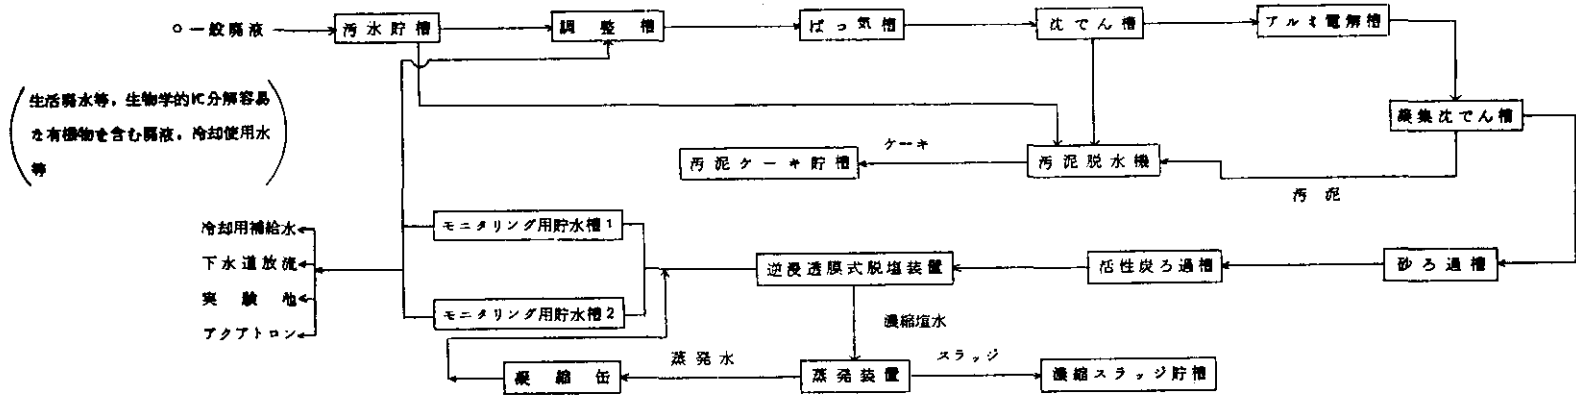 ○一般廃液
汚水貯槽
調整槽
ばっ気槽
沈でん槽
アルミ電解槽
生活廃水等,生物学的に分解容易
な有機物を含む廃液,冷却使用水
等
凝集沈でん槽
ケーキ
汚泥ケーキ貯槽
汚泥脱水機
汚泥
モニタリング用貯水槽1
冷却用補給水
下水道放流
逆浸透膜式脱塩装置
活性炭ろ過槽
砂ろ過槽
実験池
モニタリング用貯水槽2
アクアトロン
濃縮塩水
蒸発水
スラッジ
凝縮缶
蒸発装置
濃縮スラッジ貯槽